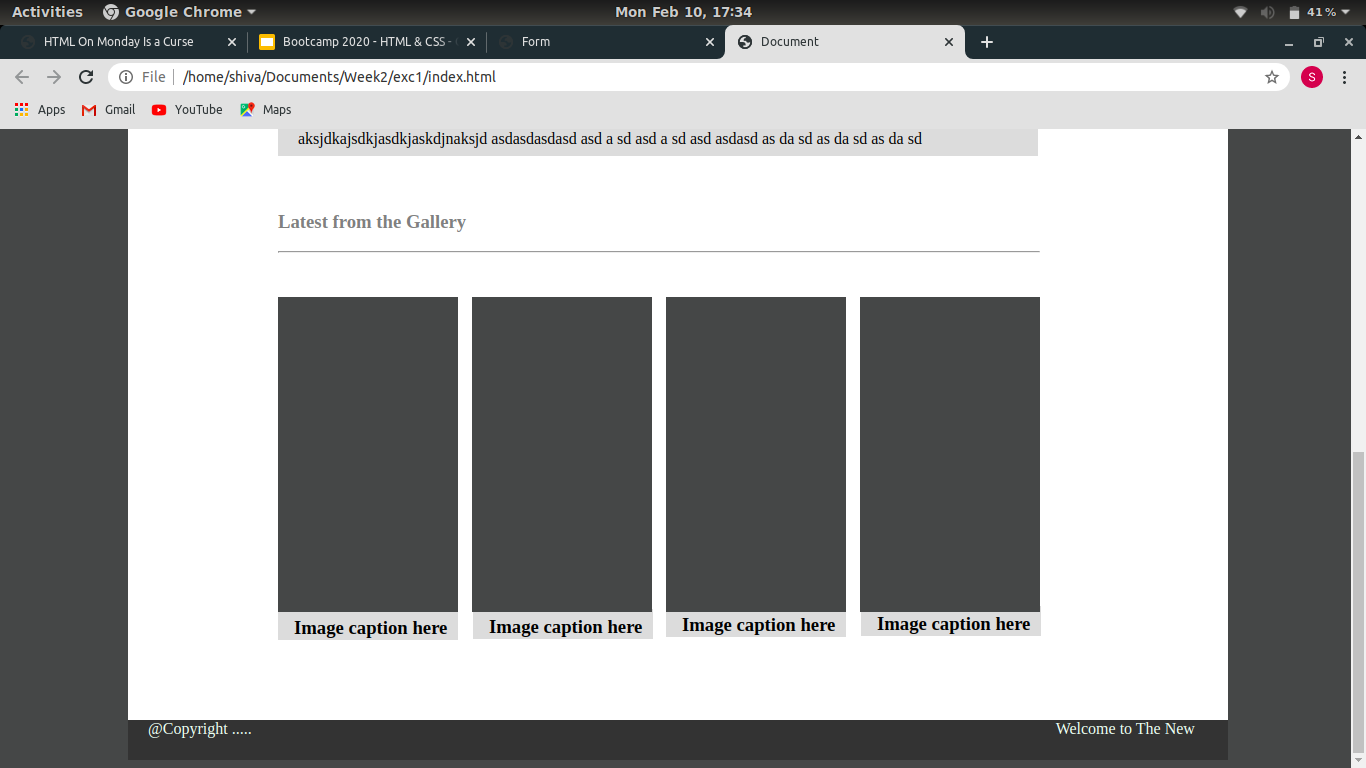 Activities Google Chrome Mon Feb 10, 17:34 41%
HTML On Monday Is a Curse Bootcamp 2020 - HTML & CSS - Form Document
File /home/shiva/Documents/Week2/exc1/index.html S
Apps Gmail YouTube Maps
aksjdkajsdkjasdkjaskdjnaksjd asdasdasdasd asd a sd asd a sd asd asdasd as da sd as da sd as da sd
Latest from the Gallery
Image caption here Image caption here Image caption here Image caption here
@Copyright ..... Welcome to The New